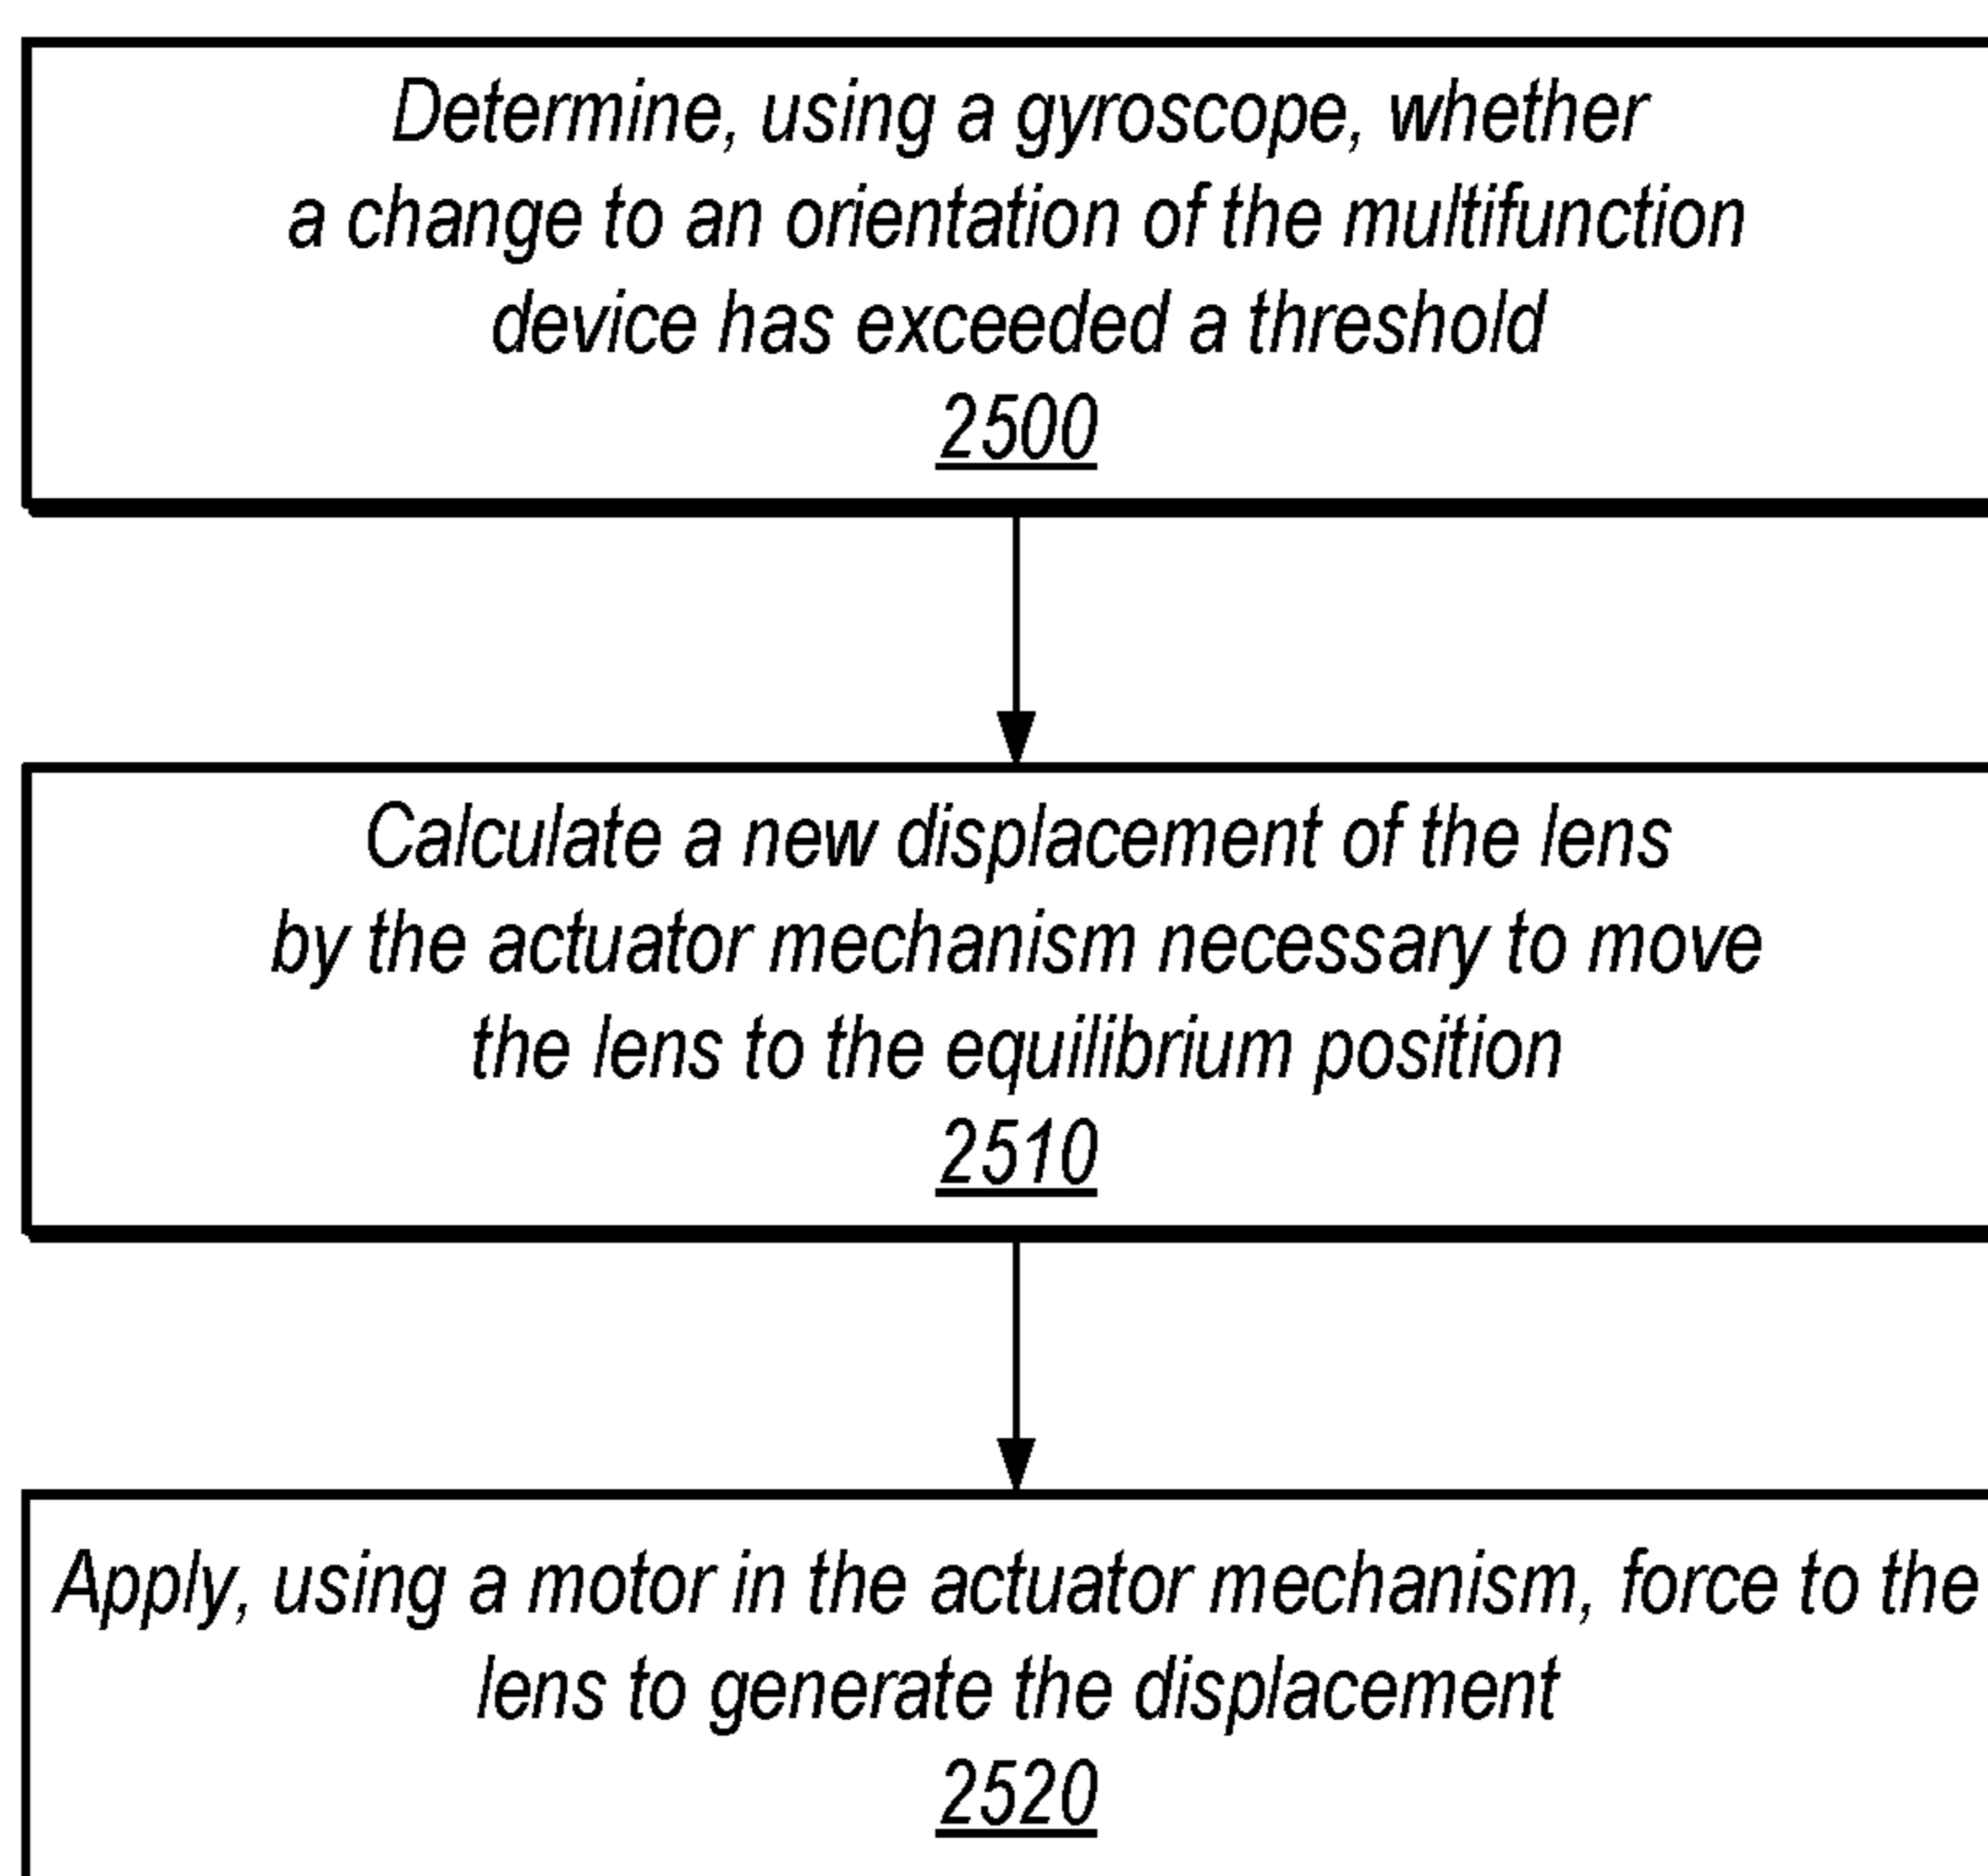 Determine, using a gyroscope, whether
a change to an orientation of the multifunction
device has exceeded a threshold
2500
Calculate a new displacement of the lens
by the actuator mechanism necessary to move
the lens to the equilibrium position
2510
Apply, using a motor in the actuator mechanism, force to the
lens to generate the displacement
2520